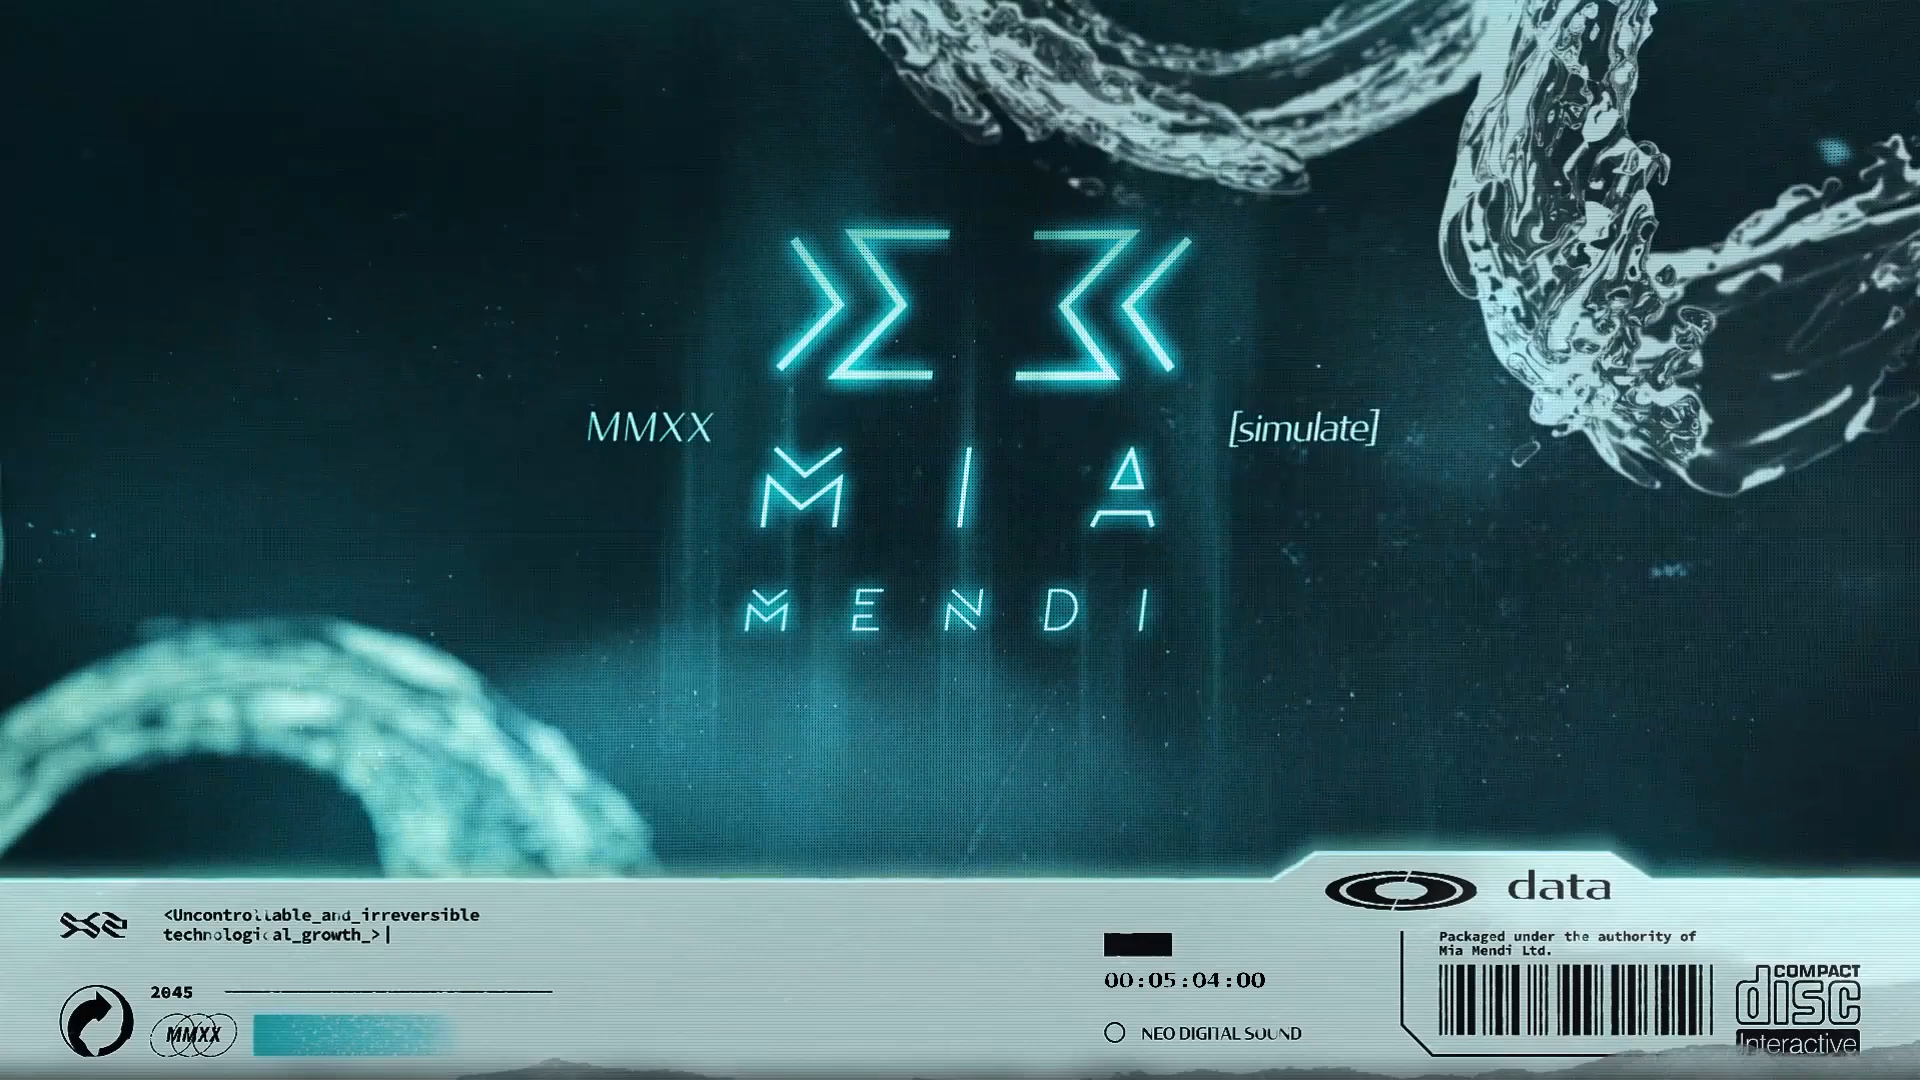 MMXX
[simulate]
MIA
MENDI
data
<Uncontrollable_and_irreversible
technological_growth_>|
Packaged under the authority of
Mia Mendi Ltd.
00:05:04:00
2045
MMXX
NEO DIGITAL SOUND
COMPACT
disc
Interactive